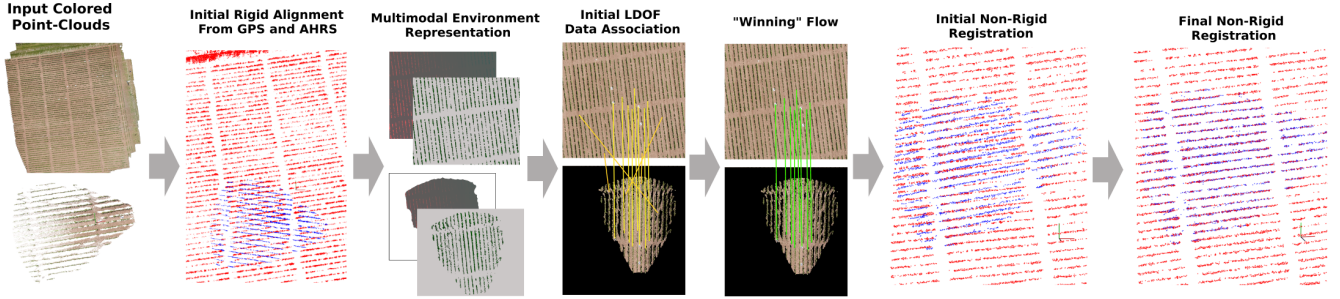 Input Colored
Point-Clouds
Initial Rigid Alignment
From GPS and AHRS
Multimodal Environment
Representation
Initial LDOF
Data Association
"Winning" Flow
Initial Non-Rigid
Registration
Final Non-Rigid
Registration